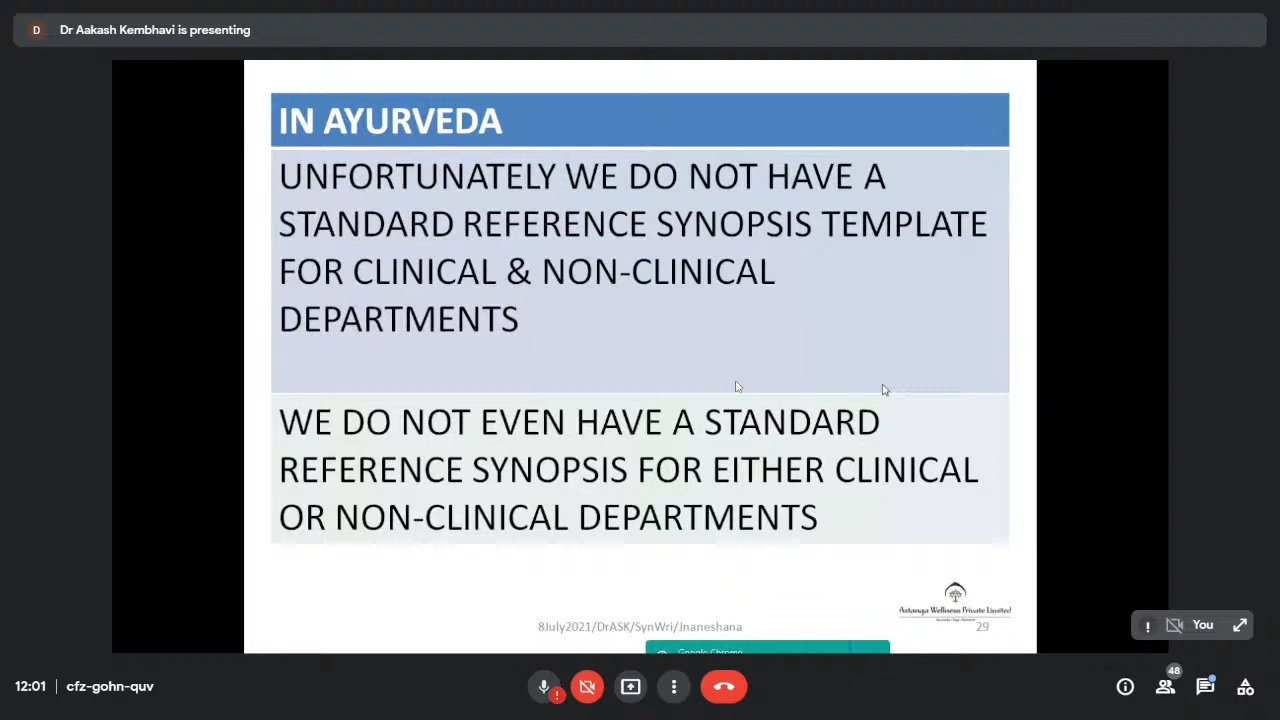 D Dr Aakash Kembhavi is presenting
IN AYURVEDA
UNFORTUNATELY WE DO NOT HAVE A
STANDARD REFERENCE SYNOPSIS TEMPLATE
FOR CLINICAL & NON-CLINICAL
DEPARTMENTS
WE DO NOT EVEN HAVE A STANDARD
REFERENCE SYNOPSIS FOR EITHER CLINICAL
OR NON-CLINICAL DEPARTMENTS
Astanga Wellness Private Limited
8July2021/DrASK/SynWri/Jnaneshana
29
You
Google Chrome
12:01 | cfz-gohn-quv
48